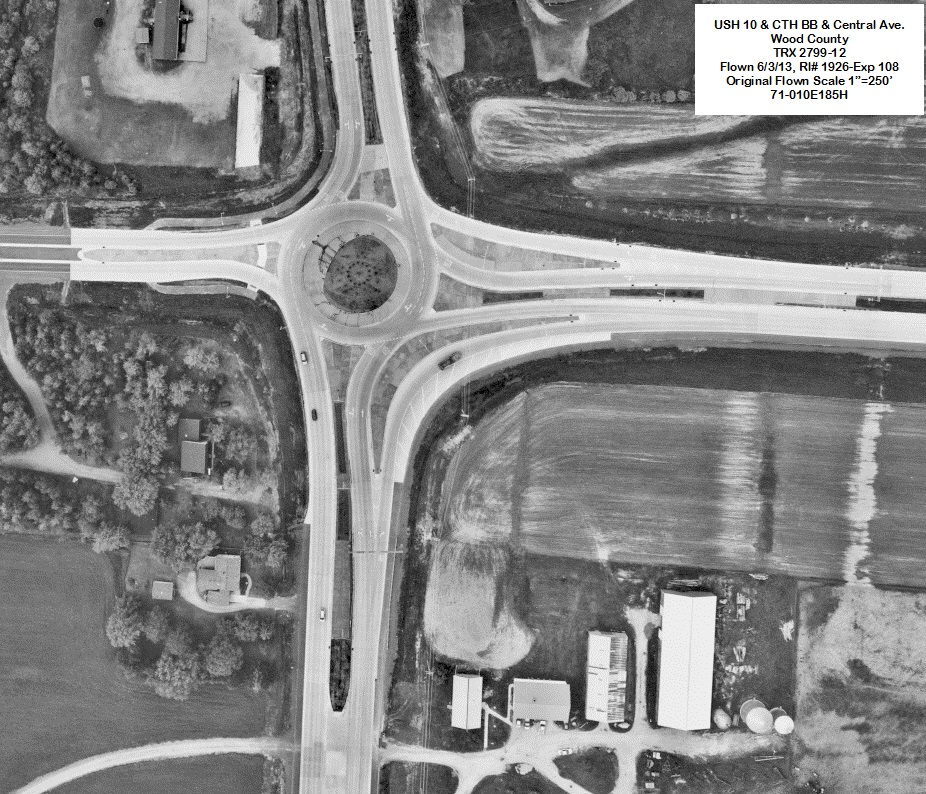 USH 10 & CTH BB & Central Ave.
Wood County
TRX 2799-12
Flown 6/3/13, RI# 1926-Exp 108
Original Flown Scale 1”=250’
71-010E185H